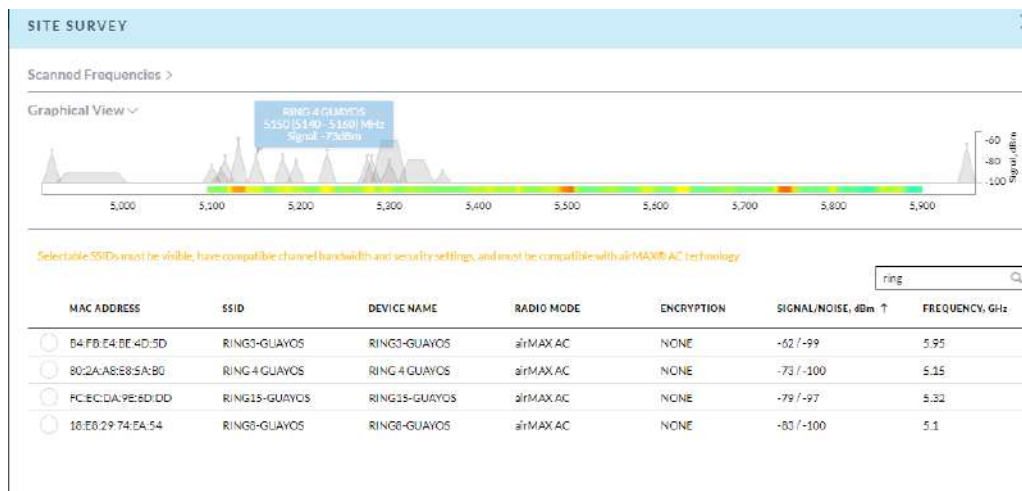 SITE SURVEY
Scanned Frequencies >
Graphical View
RING 4 GUAYOS
5150 [5140 - 5160] MHz
Signal: -73dBm
-60
-80
-100
Signal, dBm
5,000 5,100 5,200 5,300 5,400 5,500 5,600 5,700 5,800 5,900
Selectable SSIDs must be visible, have compatible channel bandwidth and security settings, and must be compatible with airMAX® AC technology
ring
MAC ADDRESS SSID DEVICE NAME RADIO MODE ENCRYPTION SIGNAL/NOISE, dBm ↑ FREQUENCY, GHz
B4:FB:E4:BE:4D:5D RING3-GUAYOS RING3-GUAYOS airMAX AC NONE -62 / -99 5.95
80:2A:A8:E8:5A:B0 RING 4 GUAYOS RING 4 GUAYOS airMAX AC NONE -73 / -100 5.15
FC:EC:DA:9E:6D:DD RING15-GUAYOS RING15-GUAYOS airMAX AC NONE -79 / -97 5.32
18:E8:29:74:EA:54 RING8-GUAYOS RING8-GUAYOS airMAX AC NONE -83 / -100 5.1